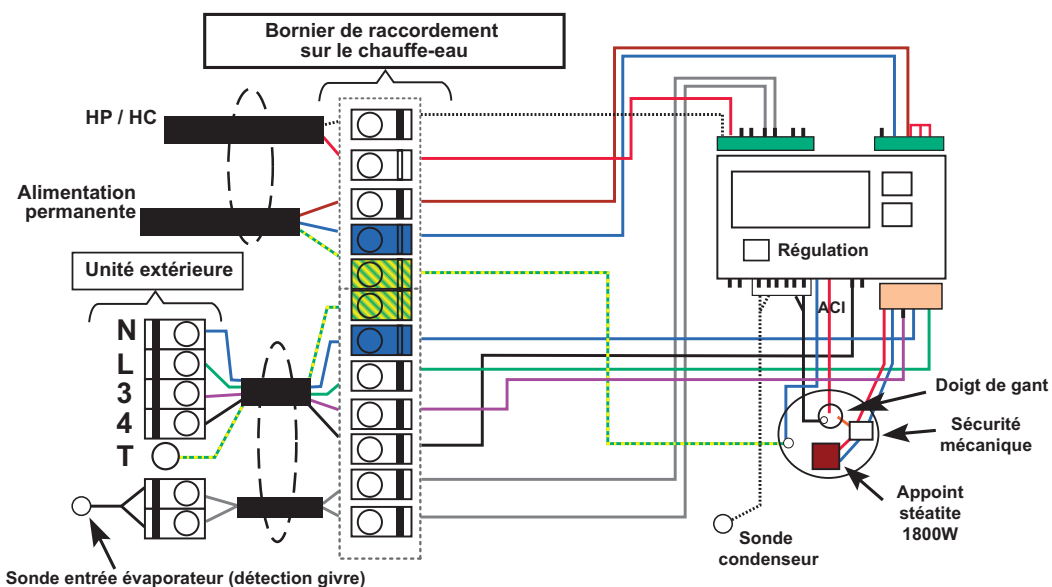 Bornier de raccordement
sur le chauffe-eau
HP / HC
Alimentation
permanente
Unité extérieure
N
L
3
4
T
Régulation
ACI
Doigt de gant
Sécurité
mécanique
Appoint
stéatite
1800W
Sonde
condenseur
Sonde entrée évaporateur (détection givre)